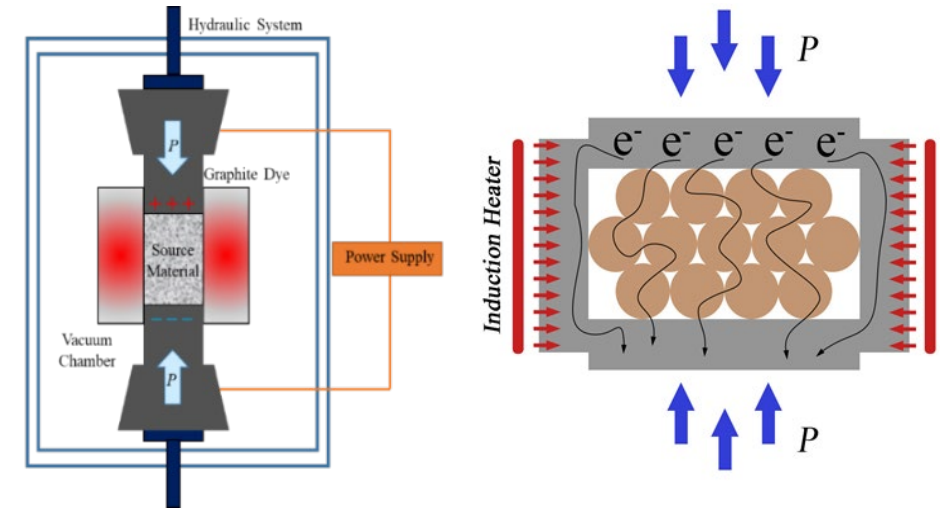 Hydraulic System
P
Graphite Dye
+ + +
Source
Material
Power Supply
- - -
Vacuum
Chamber
P
P
e- e- e- e- e-
Induction Heater
P